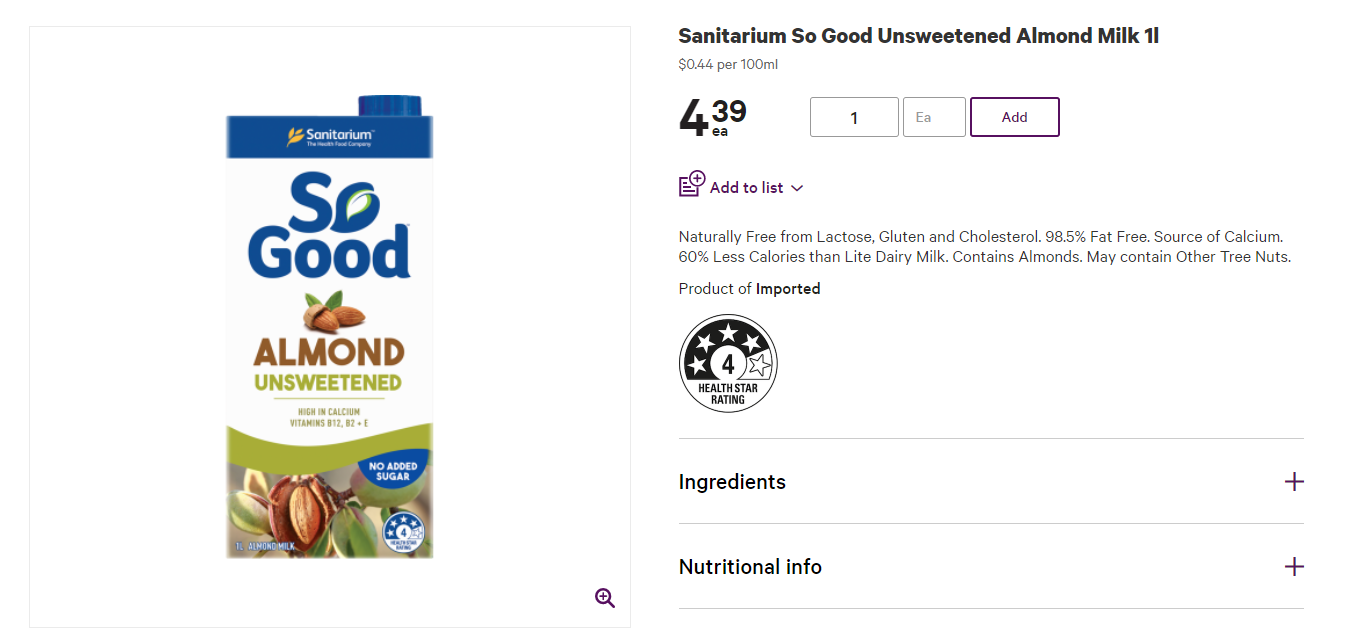 Sanitarium™
The Health Food Company
So
Good™
ALMOND
UNSWEETENED
HIGH IN CALCIUM
VITAMINS B12, B2 + E
NO ADDED
SUGAR
4
HEALTH STAR
RATING
1L ALMOND MILK
Sanitarium So Good Unsweetened Almond Milk 1l
$0.44 per 100ml
4 39
ea
1
Ea
Add
Add to list
Naturally Free from Lactose, Gluten and Cholesterol. 98.5% Fat Free. Source of Calcium.
60% Less Calories than Lite Dairy Milk. Contains Almonds. May contain Other Tree Nuts.
Product of Imported
4
HEALTH STAR
RATING
Ingredients
Nutritional info